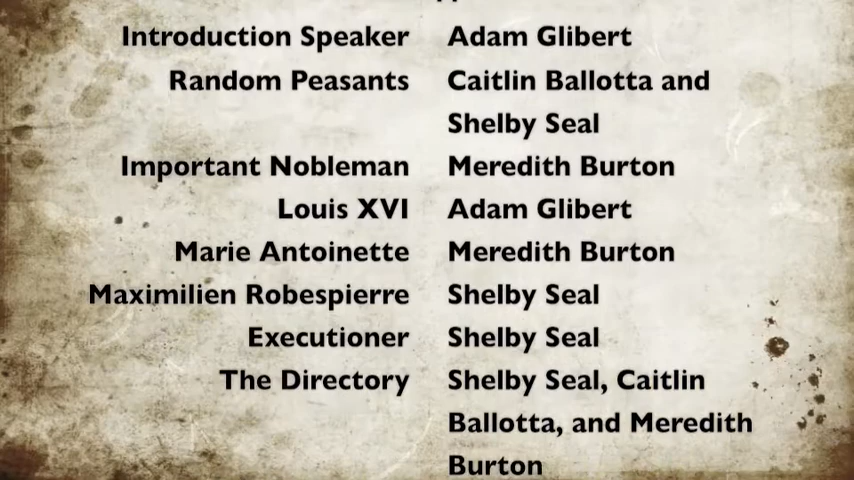 Introduction Speaker Adam Glibert
Random Peasants Caitlin Ballotta and
Shelby Seal
Important Nobleman Meredith Burton
Louis XVI Adam Glibert
Marie Antoinette Meredith Burton
Maximilien Robespierre Shelby Seal
Executioner Shelby Seal
The Directory Shelby Seal, Caitlin
Ballotta, and Meredith
Burton